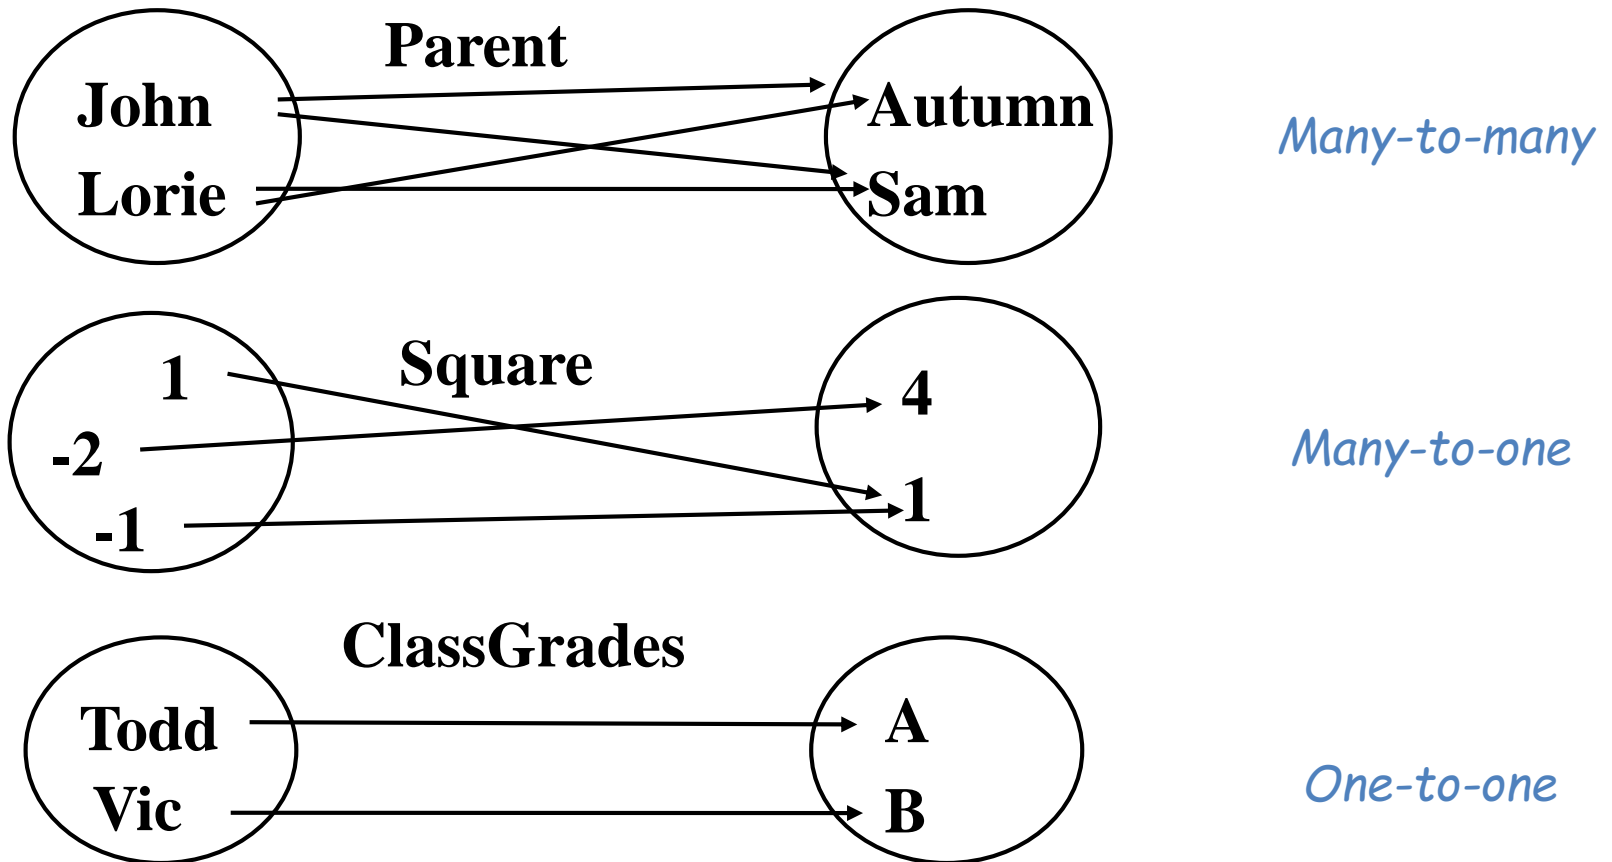 Parent
John
Autumn
Many-to-many
Lorie
Sam
Square
1
4
-2
Many-to-one
-1
1
ClassGrades
Todd
A
One-to-one
Vic
B